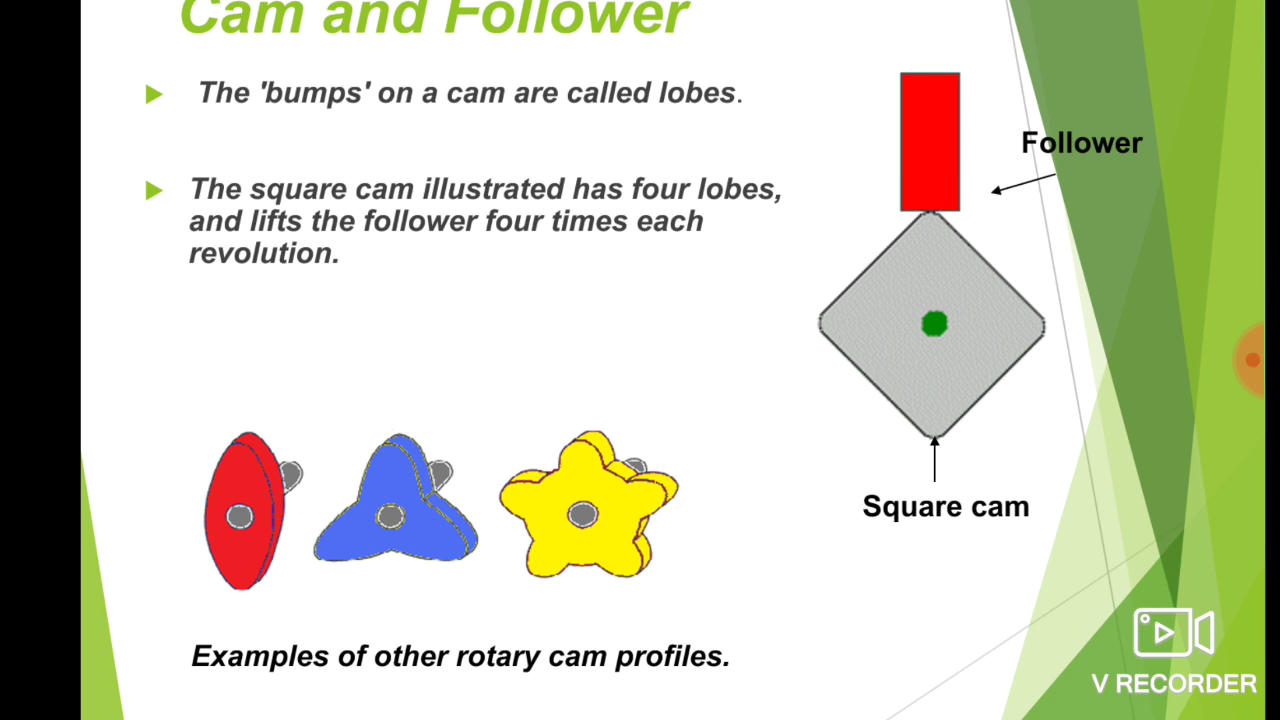 Cam and Follower
The 'bumps' on a cam are called lobes.
The square cam illustrated has four lobes,
and lifts the follower four times each
revolution.
Follower
Square cam
Examples of other rotary cam profiles.
V RECORDER